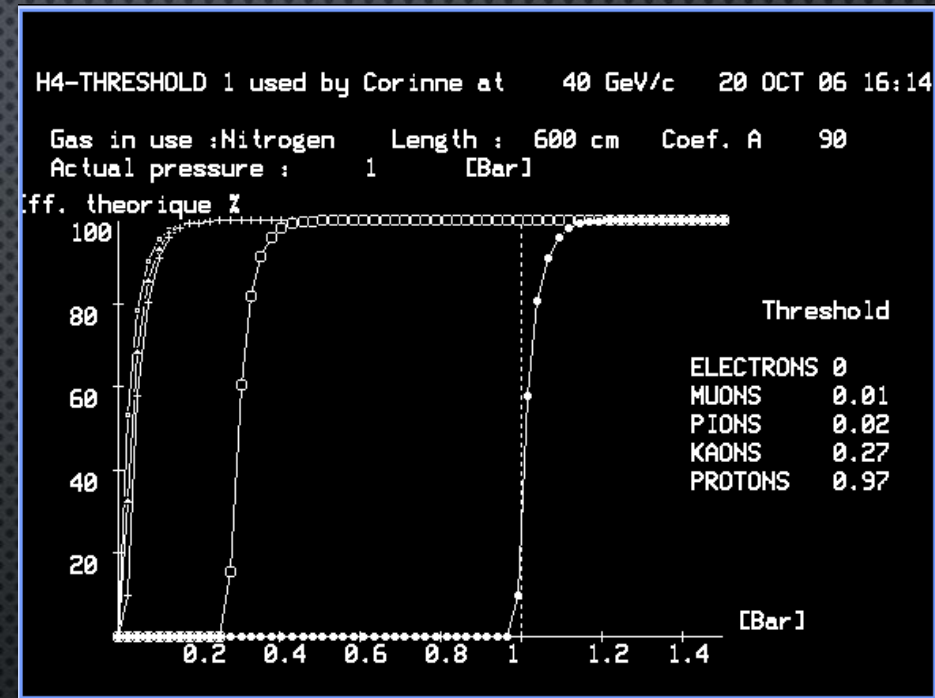 H4-THRESHOLD 1 used by Corinne at 40 GeV/c 20 OCT 06 16:14
Gas in use :Nitrogen Length : 600 cm Coef. A 90
Actual pressure : 1 [Bar]
ff. theorique %
100
80
60
40
20
0.2 0.4 0.6 0.8 1 1.2 1.4
[Bar]
Threshold
ELECTRONS 0
MUONS 0.01
PIONS 0.02
KAONS 0.27
PROTONS 0.97